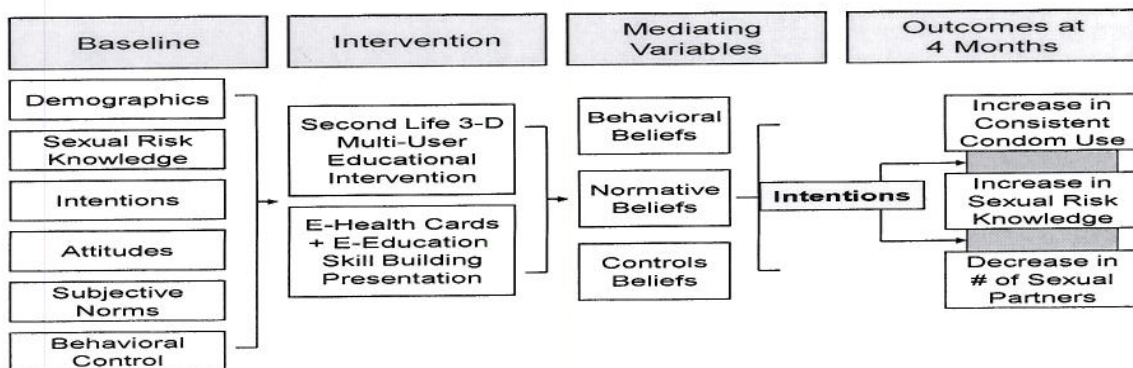 Baseline
Intervention
Mediating
Variables
Outcomes at
4 Months
Demographics
Sexual Risk
Knowledge
Intentions
Attitudes
Subjective
Norms
Behavioral
Control
Second Life 3-D
Multi-User
Educational
Intervention
E-Health Cards
+ E-Education
Skill Building
Presentation
Behavioral
Beliefs
Normative
Beliefs
Controls
Beliefs
Intentions
Increase in
Consistent
Condom Use
Increase in
Sexual Risk
Knowledge
Decrease in
# of Sexual
Partners